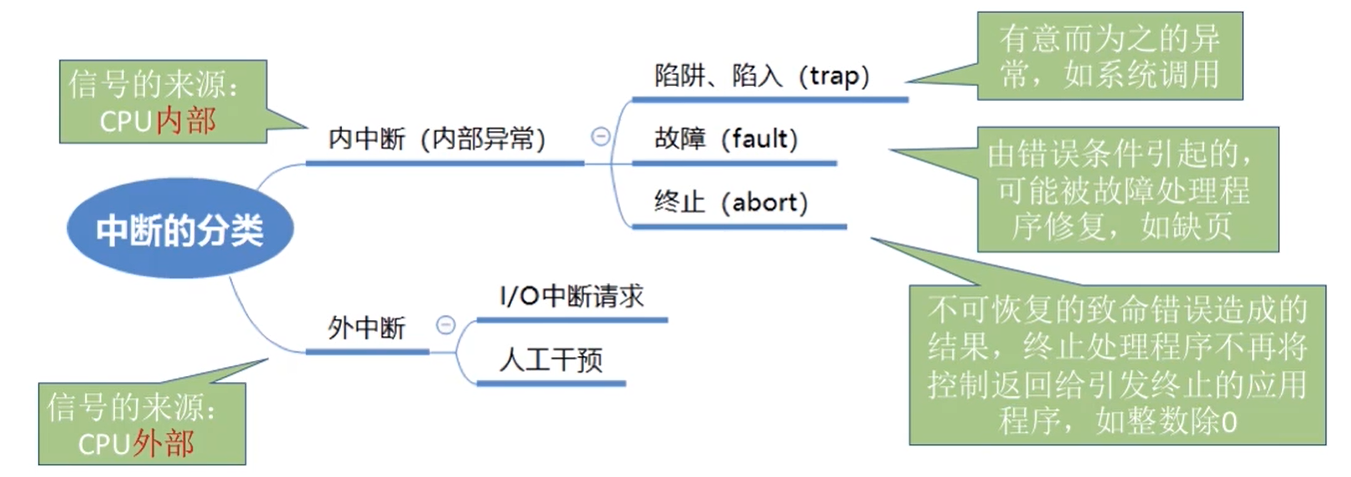 信号的来源：
CPU内部
中断的分类
内中断（内部异常）
陷阱、陷入（trap）
有意而为之的异
常，如系统调用
故障（fault）
由错误条件引起的，
可能被故障处理程
序修复，如缺页
终止（abort）
不可恢复的致命错误造成的
结果，终止处理程序不再将
控制返回给引发终止的应用
程序，如整数除0
外中断
I/O中断请求
人工干预
信号的来源：
CPU外部